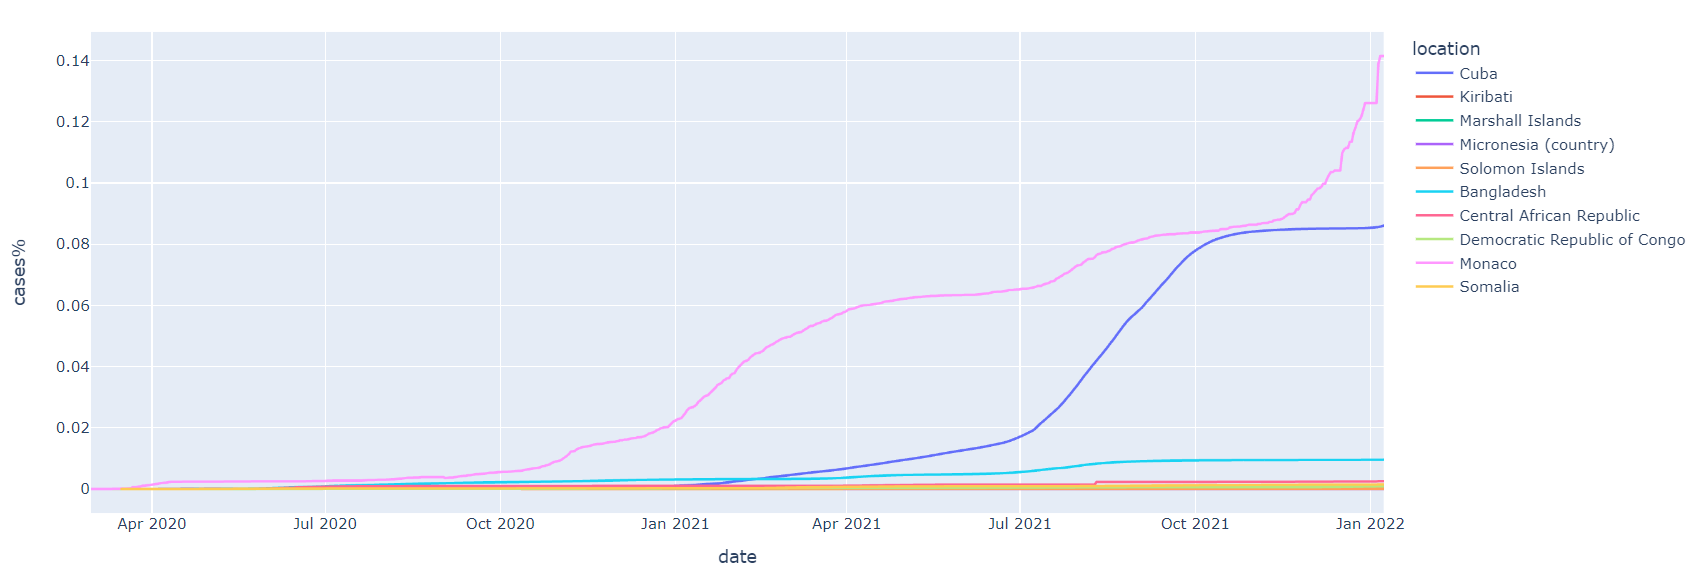 0.14
0.12
0.1
0.08
0.06
0.04
0.02
0
cases%
Apr 2020
Jul 2020
Oct 2020
Jan 2021
Apr 2021
Jul 2021
Oct 2021
Jan 2022
date
location
Cuba
Kiribati
Marshall Islands
Micronesia (country)
Solomon Islands
Bangladesh
Central African Republic
Democratic Republic of Congo
Monaco
Somalia